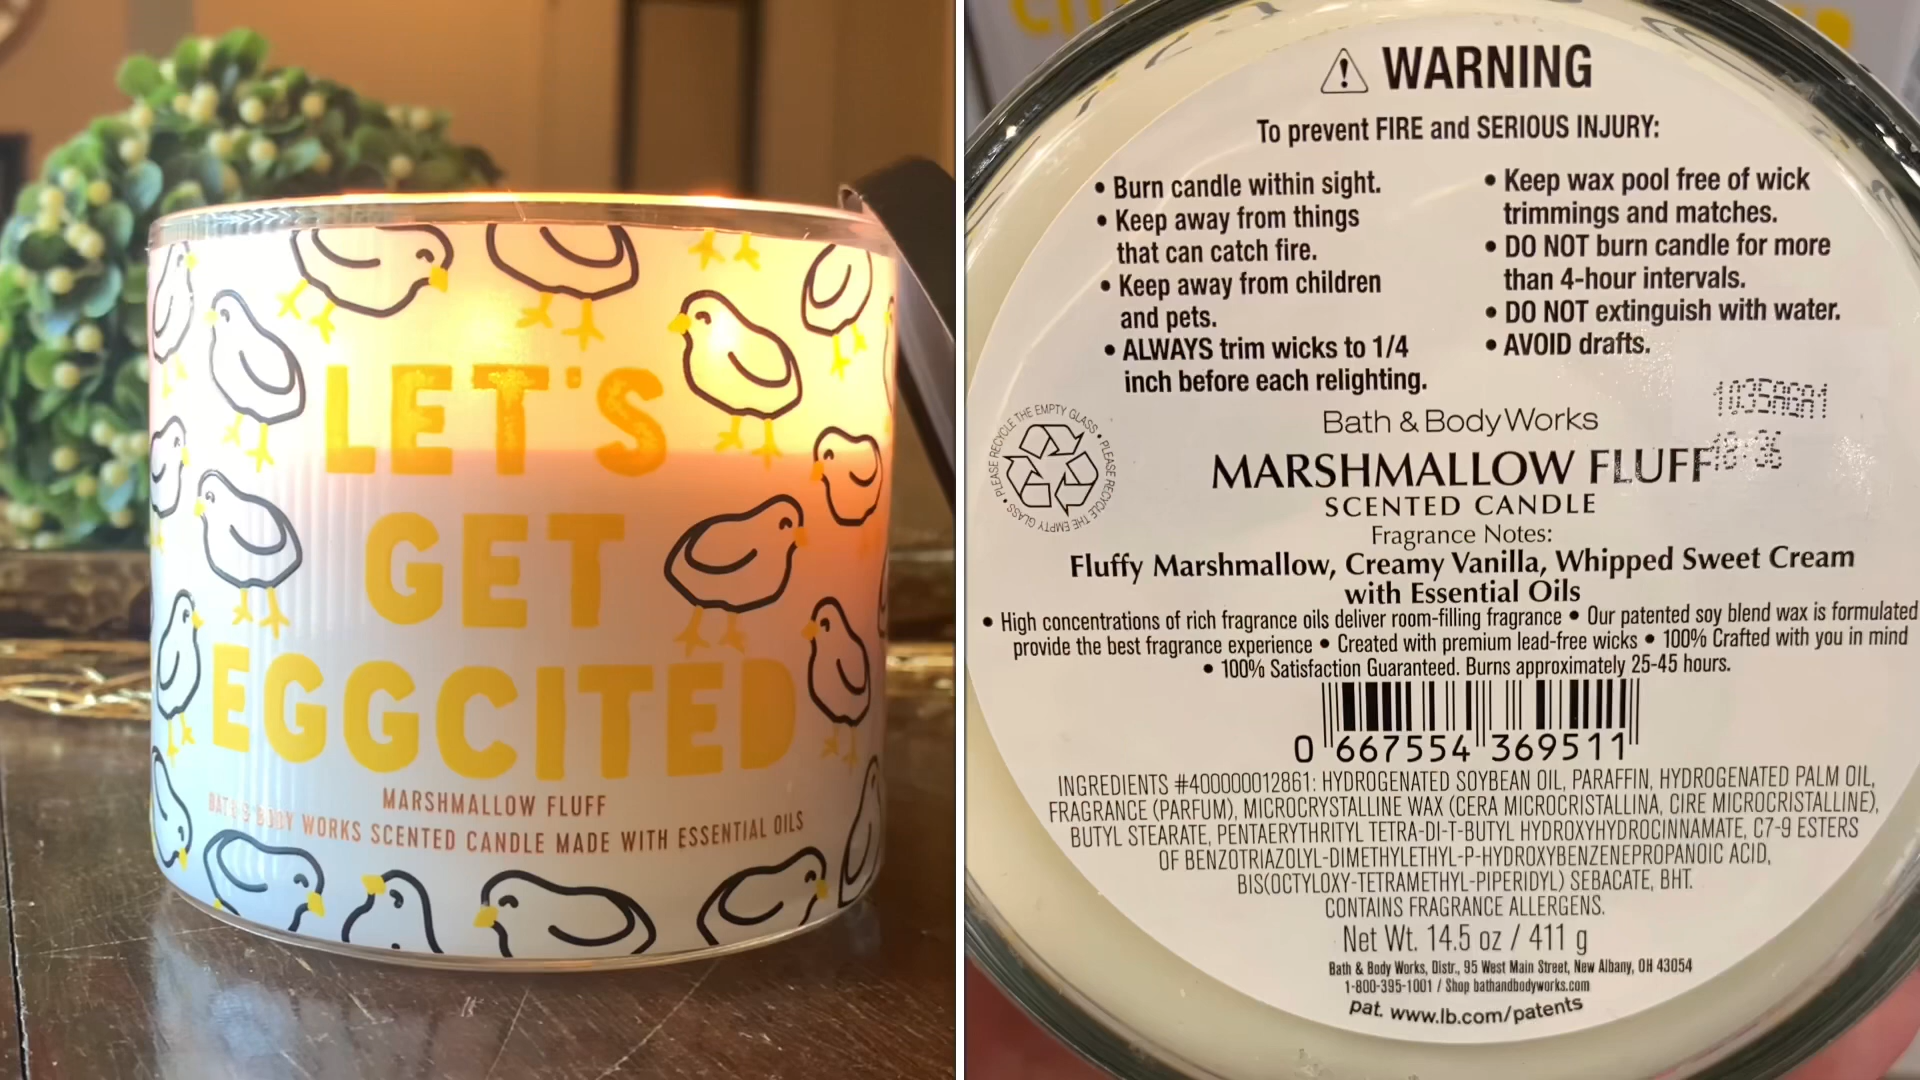 LET'S
GET
EGGCITED
MARSHMALLOW FLUFF
BATH & BODY WORKS SCENTED CANDLE MADE WITH ESSENTIAL OILS
WARNING
To prevent FIRE and SERIOUS INJURY:
• Burn candle within sight.
• Keep away from things
that can catch fire.
• Keep away from children
and pets.
• ALWAYS trim wicks to 1/4
inch before each relighting.
• Keep wax pool free of wick
trimmings and matches.
• DO NOT burn candle for more
than 4-hour intervals.
• DO NOT extinguish with water.
• AVOID drafts.
PLEASE RECYCLE THE EMPTY GLASS • PLEASE RECYCLE THE EMPTY GLASS •
Bath & Body Works
MARSHMALLOW FLUFF
SCENTED CANDLE
Fragrance Notes:
Fluffy Marshmallow, Creamy Vanilla, Whipped Sweet Cream
with Essential Oils
• High concentrations of rich fragrance oils deliver room-filling fragrance • Our patented soy blend wax is formulated
provide the best fragrance experience • Created with premium lead-free wicks • 100% Crafted with you in mind
• 100% Satisfaction Guaranteed. Burns approximately 25-45 hours.
0 667554 369511
INGREDIENTS #400000012861: HYDROGENATED SOYBEAN OIL, PARAFFIN, HYDROGENATED PALM OIL,
FRAGRANCE (PARFUM), MICROCRYSTALLINE WAX (CERA MICROCRISTALLINA, CIRE MICROCRISTALLINE),
BUTYL STEARATE, PENTAERYTHRITYL TETRA-DI-T-BUTYL HYDROXYHYDROCINNAMATE, C7-9 ESTERS
OF BENZOTRIAZOLYL-DIMETHYLETHYL-P-HYDROXYBENZENEPROPANOIC ACID,
BIS(OCTYLOXY-TETRAMETHYL-PIPERIDYL) SEBACATE, BHT.
CONTAINS FRAGRANCE ALLERGENS.
Net Wt. 14.5 oz / 411 g
Bath & Body Works, Distr., 95 West Main Street, New Albany, OH 43054
1-800-395-1001 / Shop bathandbodyworks.com
pat. www.lb.com/patents